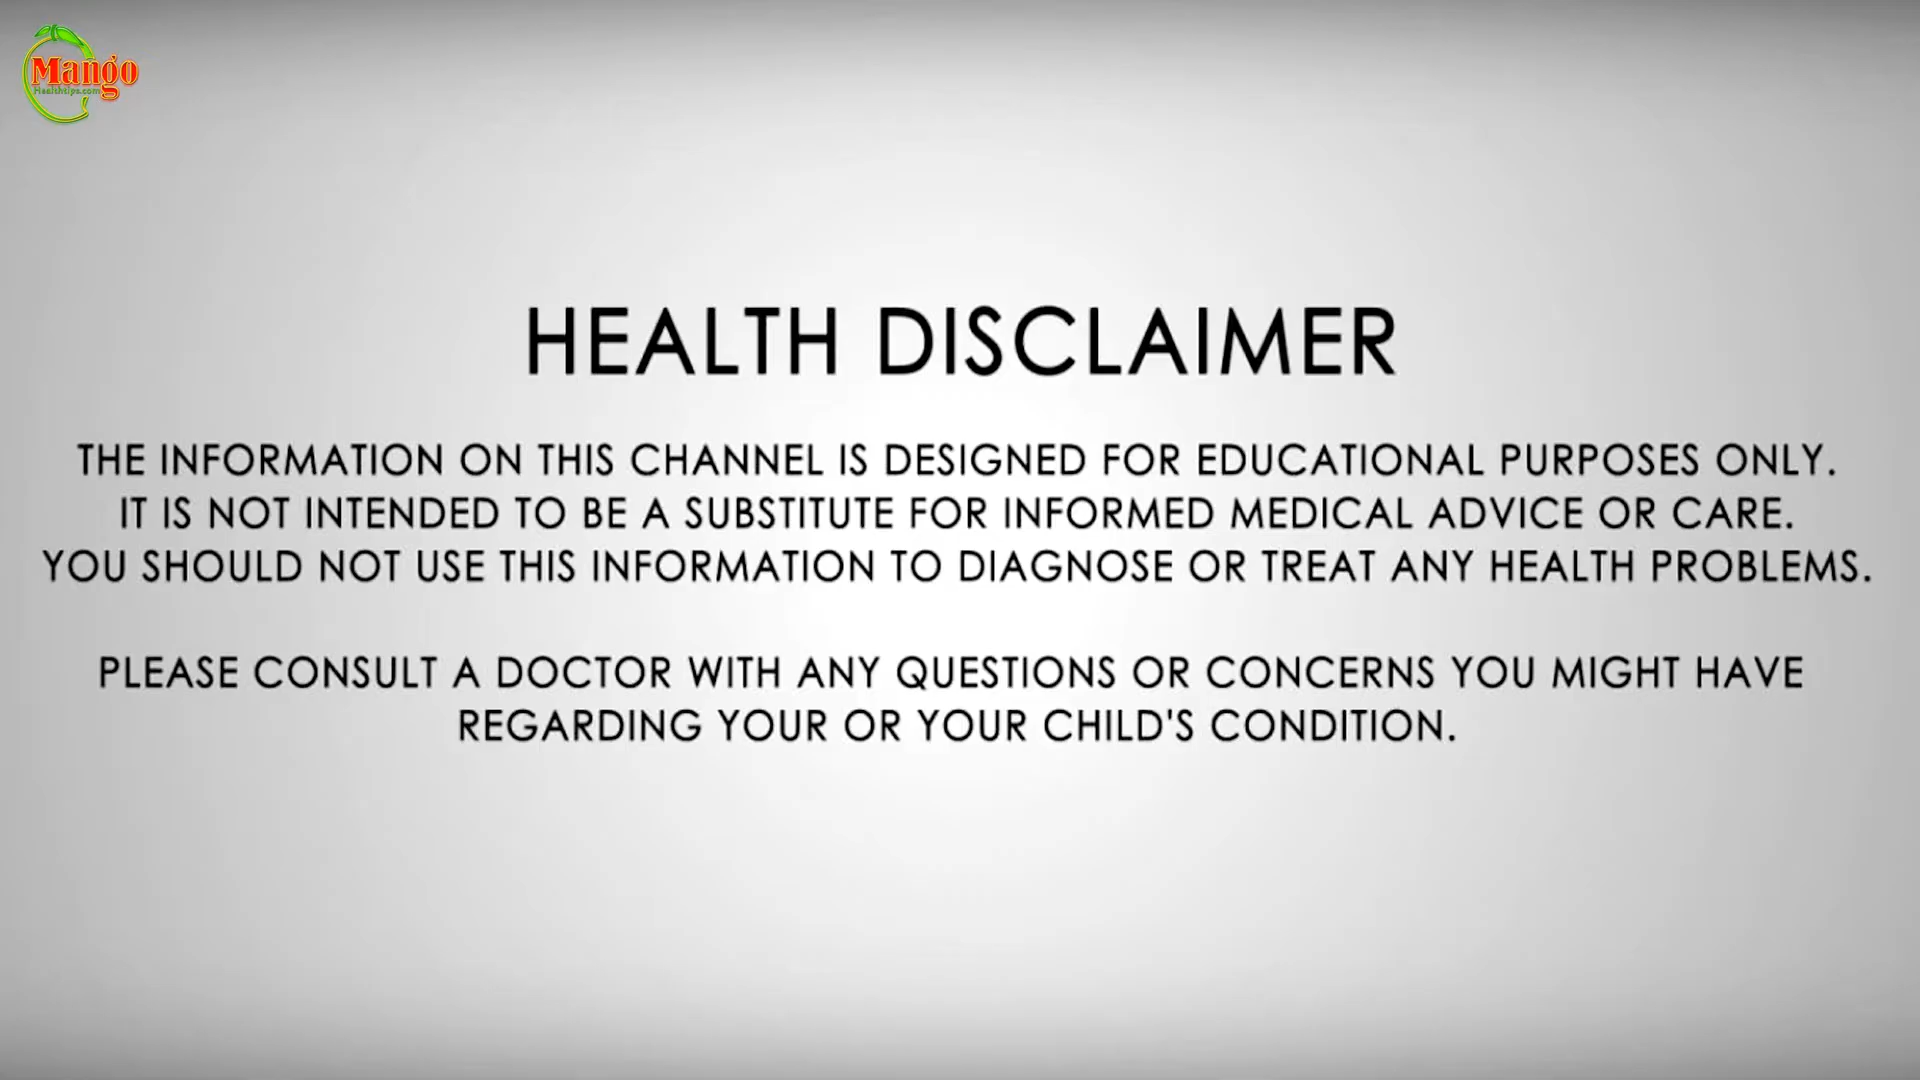 Mango
Healthtips.com
HEALTH DISCLAIMER
THE INFORMATION ON THIS CHANNEL IS DESIGNED FOR EDUCATIONAL PURPOSES ONLY.
IT IS NOT INTENDED TO BE A SUBSTITUTE FOR INFORMED MEDICAL ADVICE OR CARE.
YOU SHOULD NOT USE THIS INFORMATION TO DIAGNOSE OR TREAT ANY HEALTH PROBLEMS.
PLEASE CONSULT A DOCTOR WITH ANY QUESTIONS OR CONCERNS YOU MIGHT HAVE
REGARDING YOUR OR YOUR CHILD'S CONDITION.